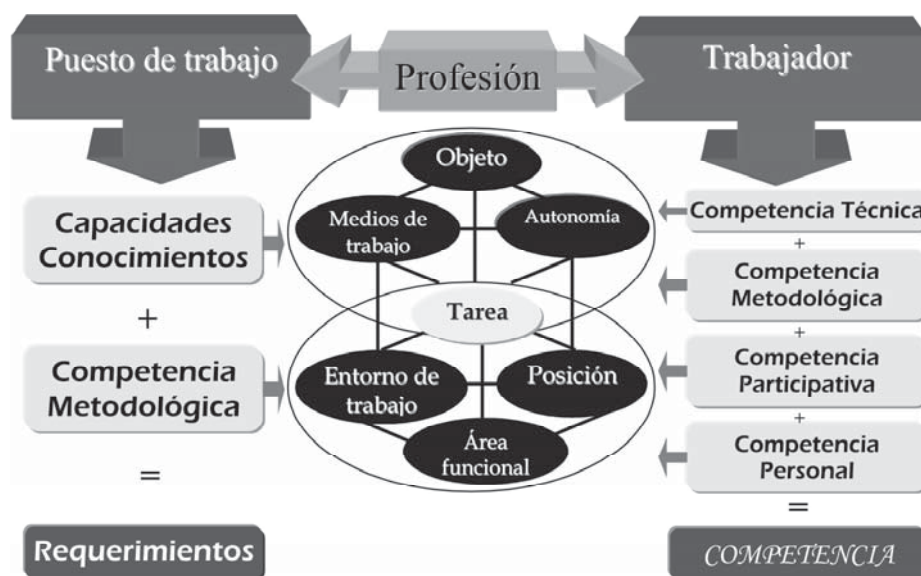 Puesto de trabajo
Profesión
Trabajador
Capacidades
Conocimientos
+
Competencia
Metodológica
=
Requerimientos
Objeto
Medios de
trabajo
Autonomía
Tarea
Entorno de
trabajo
Posición
Área
funcional
Competencia Técnica
+
Competencia
Metodológica
+
Competencia
Participativa
+
Competencia
Personal
=
COMPETENCIA